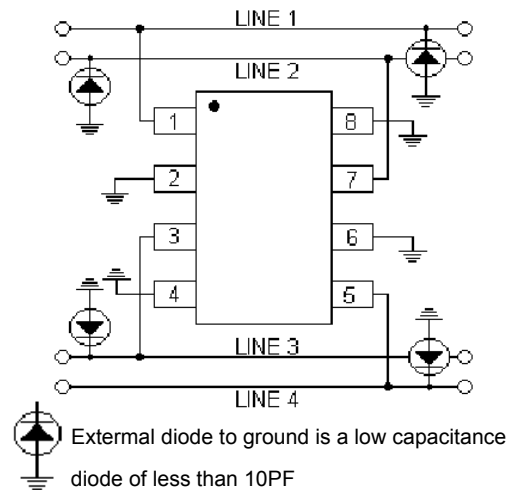 LINE 1
LINE 2
1
8
2
7
3
6
4
5
LINE 3
LINE 4
Extermal diode to ground is a low capacitance
diode of less than 10PF